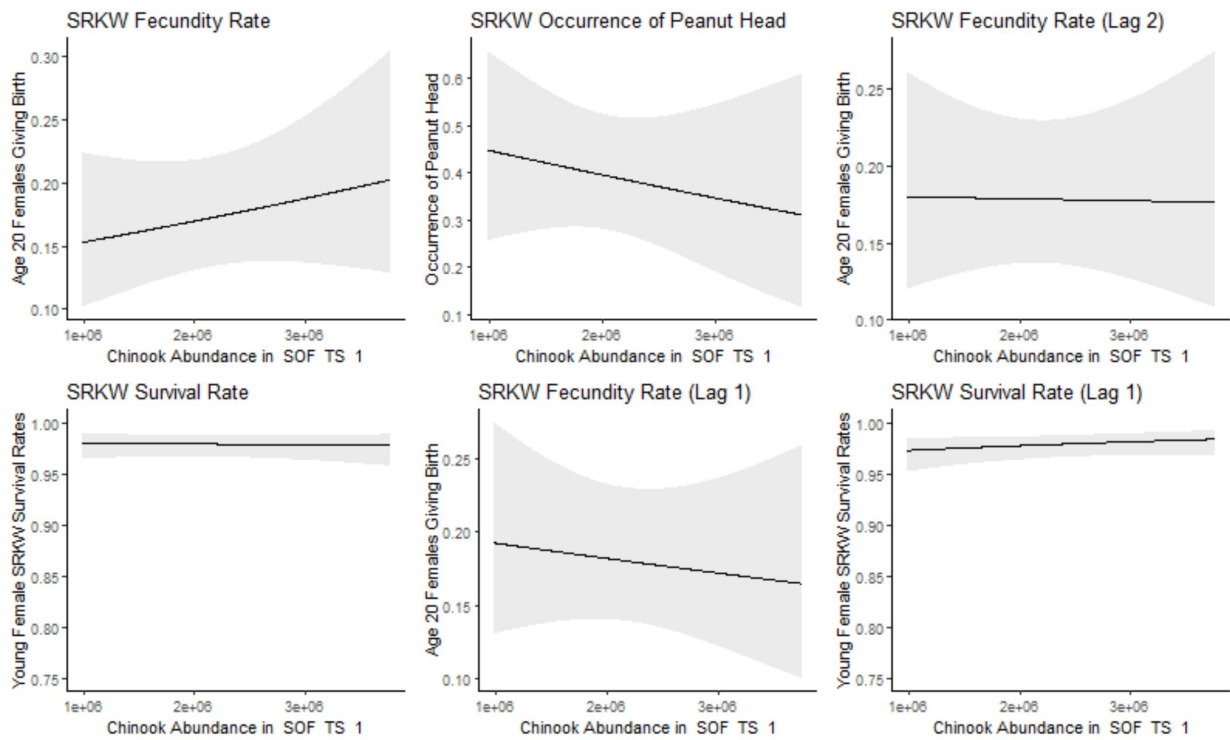 SRKW Fecundity Rate
Age 20 Females Giving Birth
0.30
0.25
0.20
0.15
0.10
1e+06
2e+06
3e+06
Chinook Abundance in SOF TS 1
SRKW Occurrence of Peanut Head
Occurrence of Peanut Head
0.6
0.5
0.4
0.3
0.2
0.1
1e+06
2e+06
3e+06
Chinook Abundance in SOF TS 1
SRKW Fecundity Rate (Lag 2)
Age 20 Females Giving Birth
0.25
0.20
0.15
0.10
1e+06
2e+06
3e+06
Chinook Abundance in SOF TS 1
SRKW Survival Rate
Young Female SRKW Survival Rates
1.00
0.95
0.90
0.85
0.80
0.75
1e+06
2e+06
3e+06
Chinook Abundance in SOF TS 1
SRKW Fecundity Rate (Lag 1)
Age 20 Females Giving Birth
0.25
0.20
0.15
0.10
1e+06
2e+06
3e+06
Chinook Abundance in SOF TS 1
SRKW Survival Rate (Lag 1)
Young Female SRKW Survival Rates
1.00
0.95
0.90
0.85
0.80
0.75
1e+06
2e+06
3e+06
Chinook Abundance in SOF TS 1